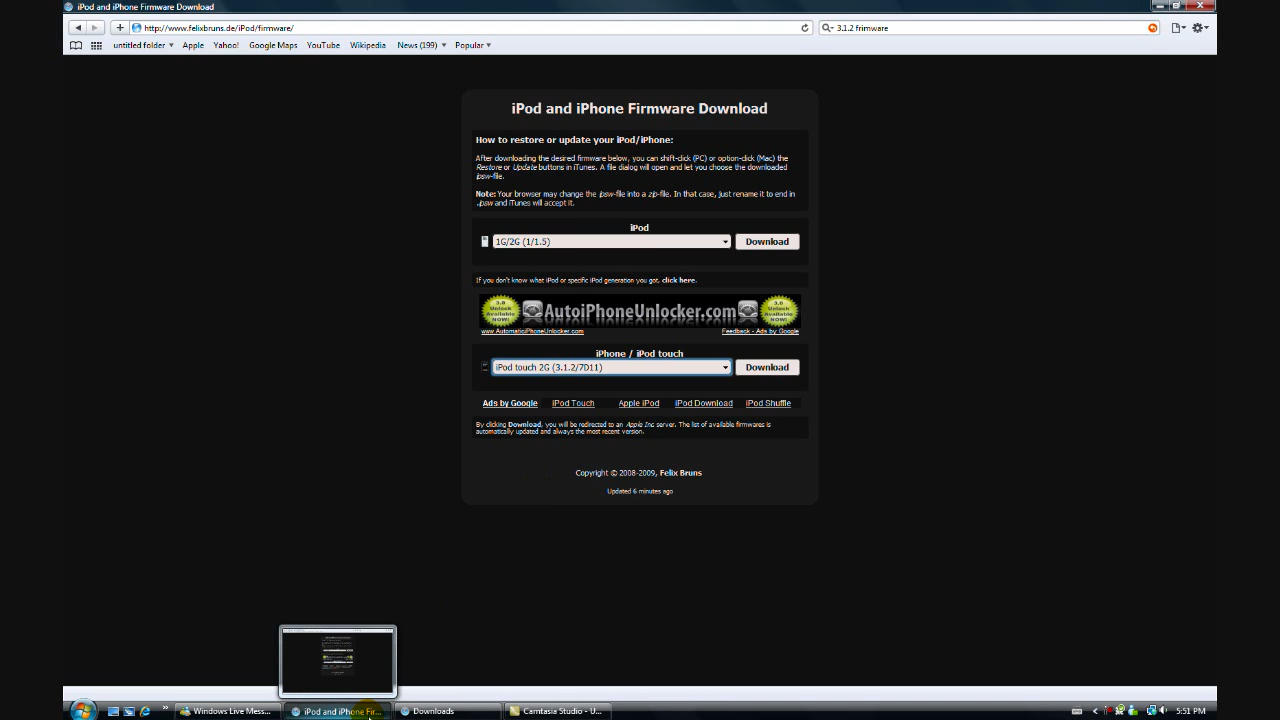 iPod and iPhone Firmware Download
http://www.felixbruns.de/iPod/firmware/
3.1.2 frimware
untitled folder Apple Yahoo! Google Maps YouTube Wikipedia News (199) Popular
iPod and iPhone Firmware Download
How to restore or update your iPod/iPhone:
After downloading the desired firmware below, you can shift-click (PC) or option-click (Mac) the
Restore or Update buttons in iTunes. A file dialog will open and let you choose the downloaded
ipsw-file.
Note: Your browser may change the ipsw-file into a zip-file. In that case, just rename it to end in
.ipsw and iTunes will accept it.
iPod
1G/2G (1/1.5) Download
If you don't know what iPod or specific iPod generation you got, click here.
3.0 Unlock Available NOW! AutoiPhoneUnlocker.com 3.0 Unlock Available NOW!
www.AutomaticiPhoneUnlocker.com Feedback - Ads by Google
iPhone / iPod touch
iPod touch 2G (3.1.2/7D11) Download
Ads by Google iPod Touch Apple iPod iPod Download iPod Shuffle
By clicking Download, you will be redirected to an Apple Inc server. The list of available firmwares is
automatically updated and always the most recent version.
Copyright © 2008-2009, Felix Bruns
Updated 6 minutes ago
Windows Live Mess... iPod and iPhone Fir... Downloads Camtasia Studio - U... 5:51 PM